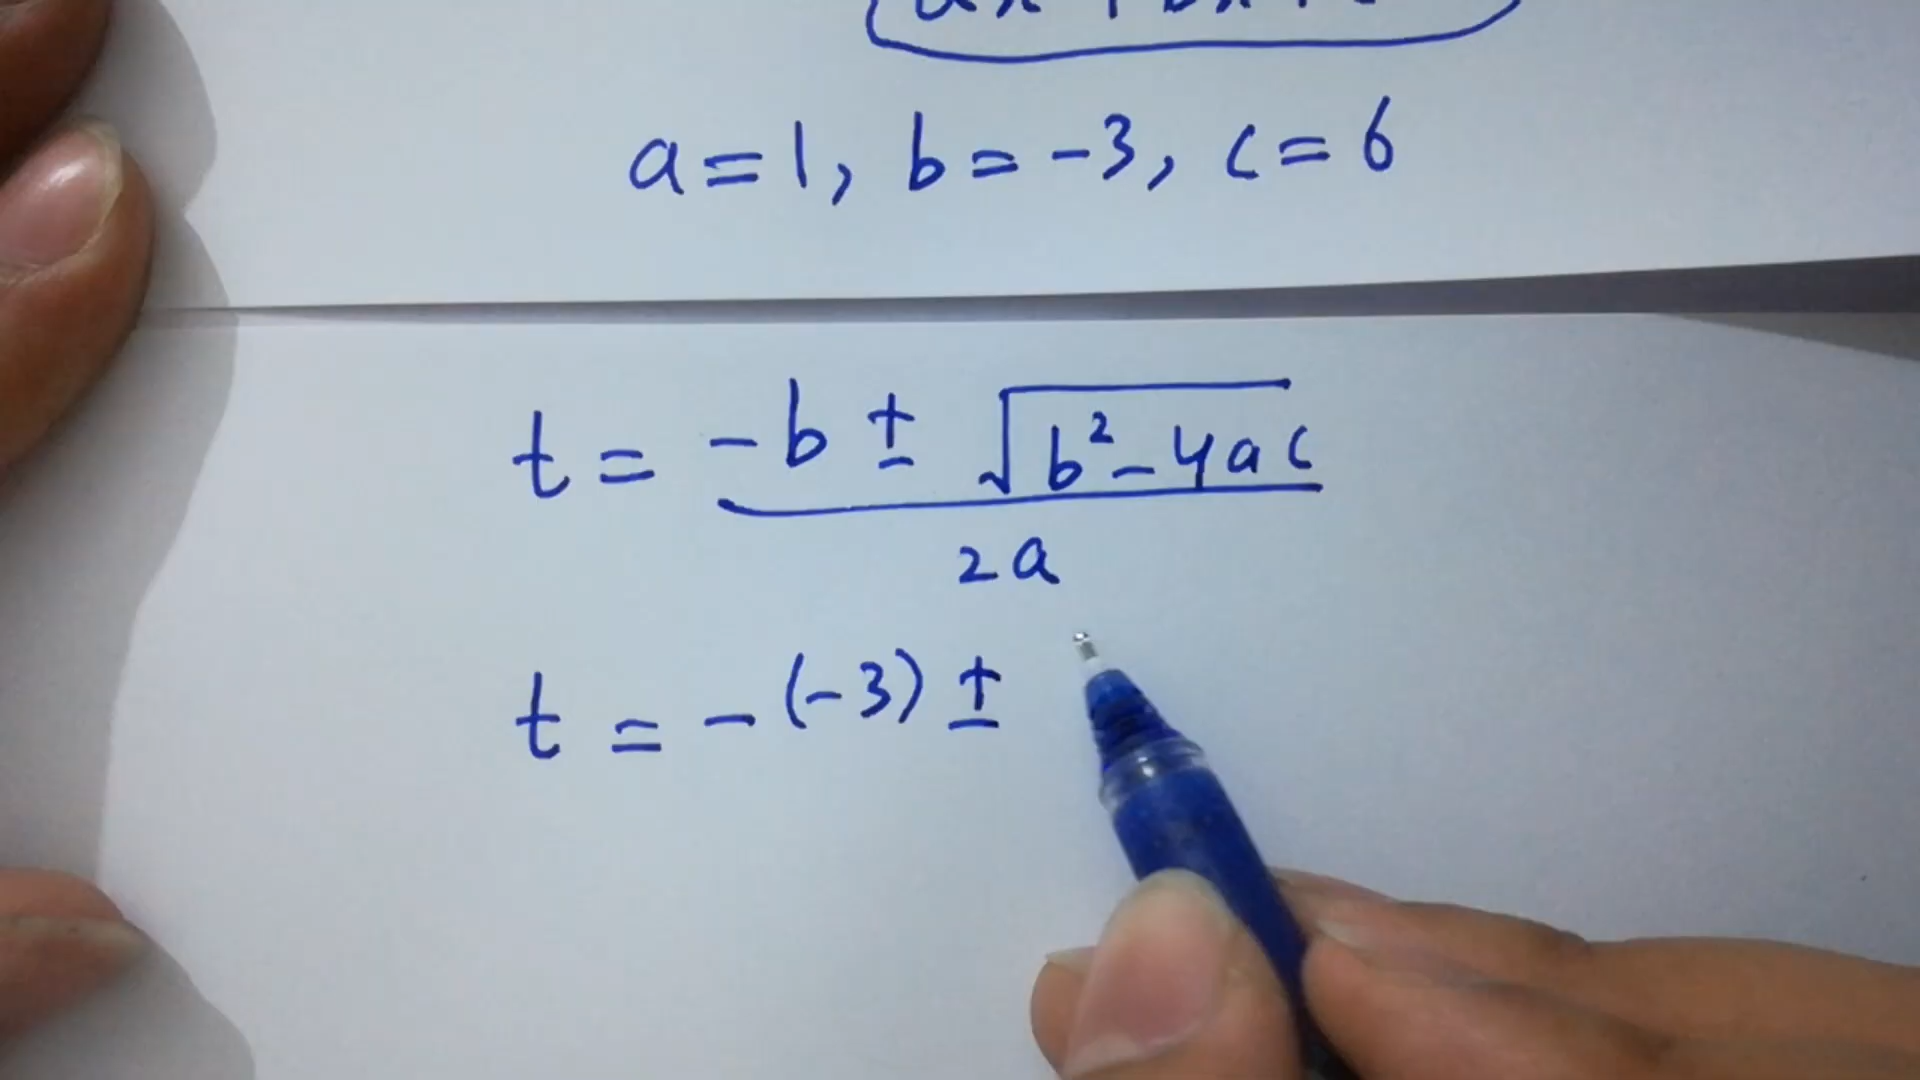 a=1, b=-3, c=6
t = -b ± √b²-4ac
2a
t = -(-3) ±